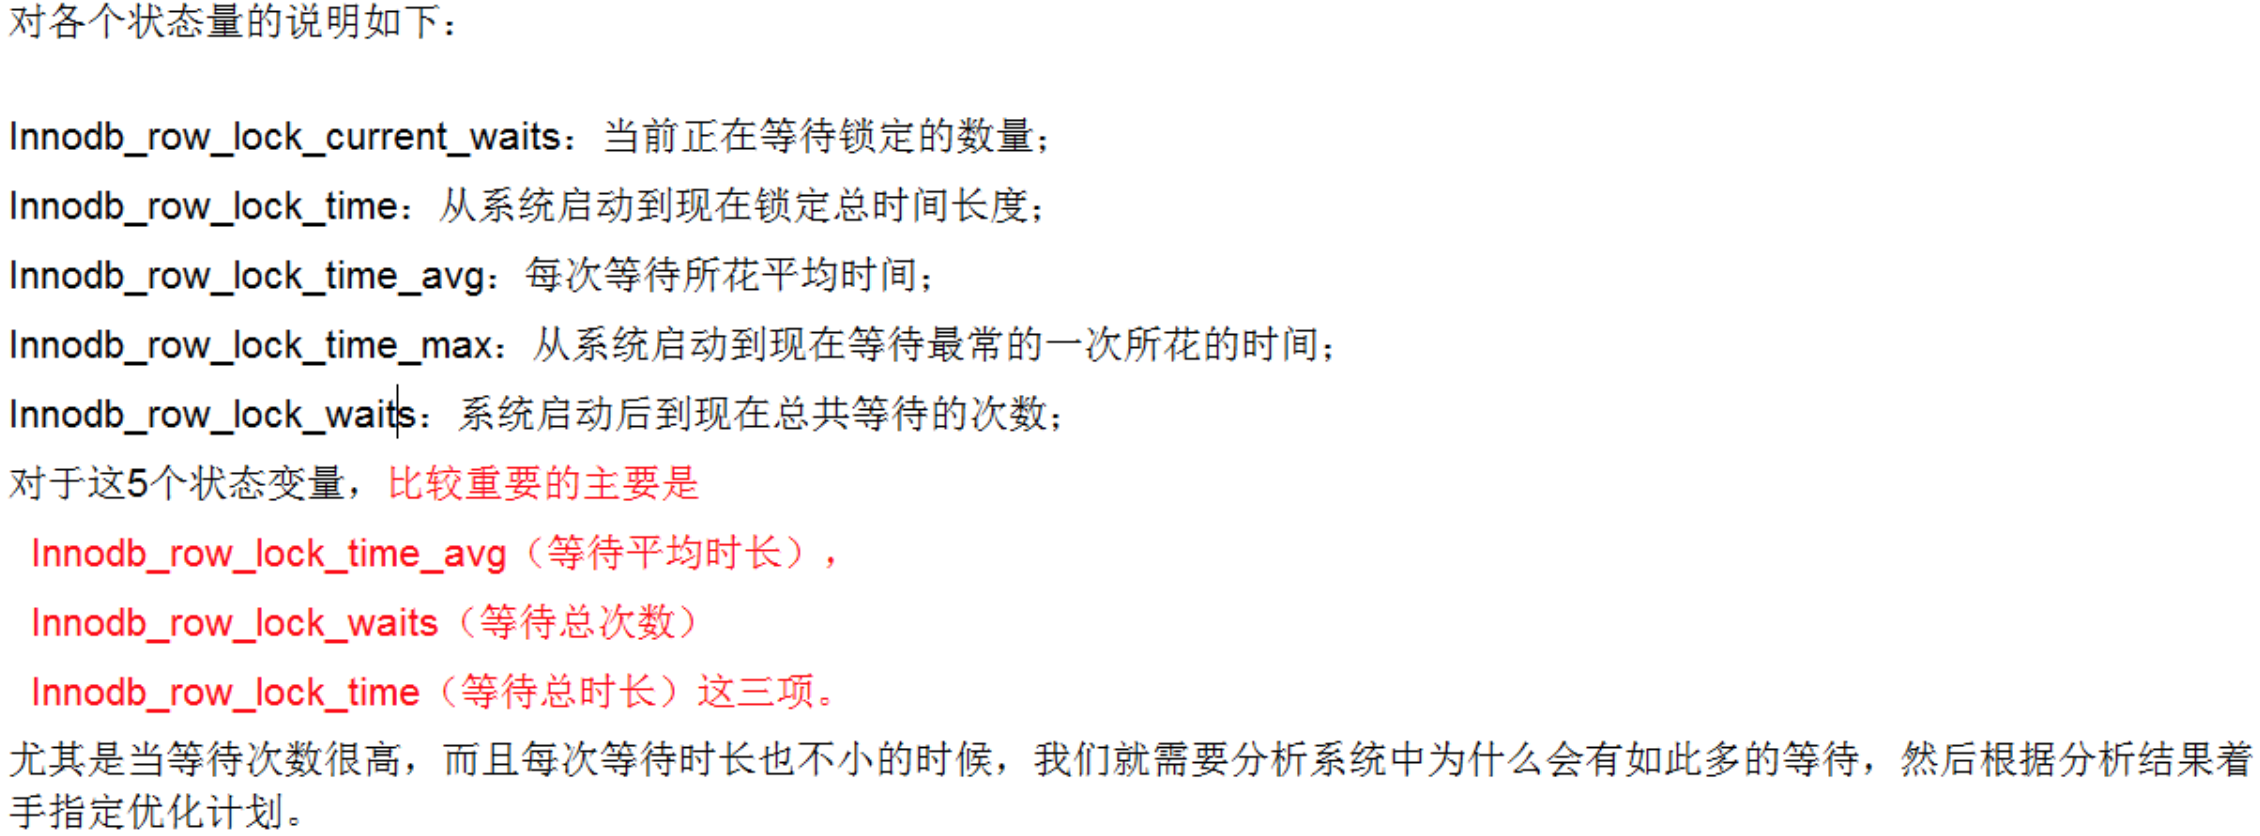 对各个状态量的说明如下：
Innodb_row_lock_current_waits：当前正在等待锁定的数量；
Innodb_row_lock_time：从系统启动到现在锁定总时间长度；
Innodb_row_lock_time_avg：每次等待所花平均时间；
Innodb_row_lock_time_max：从系统启动到现在等待最常的一次所花的时间；
Innodb_row_lock_waits：系统启动后到现在总共等待的次数；
对于这5个状态变量，比较重要的主要是
Innodb_row_lock_time_avg（等待平均时长），
Innodb_row_lock_waits（等待总次数）
Innodb_row_lock_time（等待总时长）这三项。
尤其是当等待次数很高，而且每次等待时长也不小的时候，我们就需要分析系统中为什么会有如此多的等待，然后根据分析结果着
手指定优化计划。